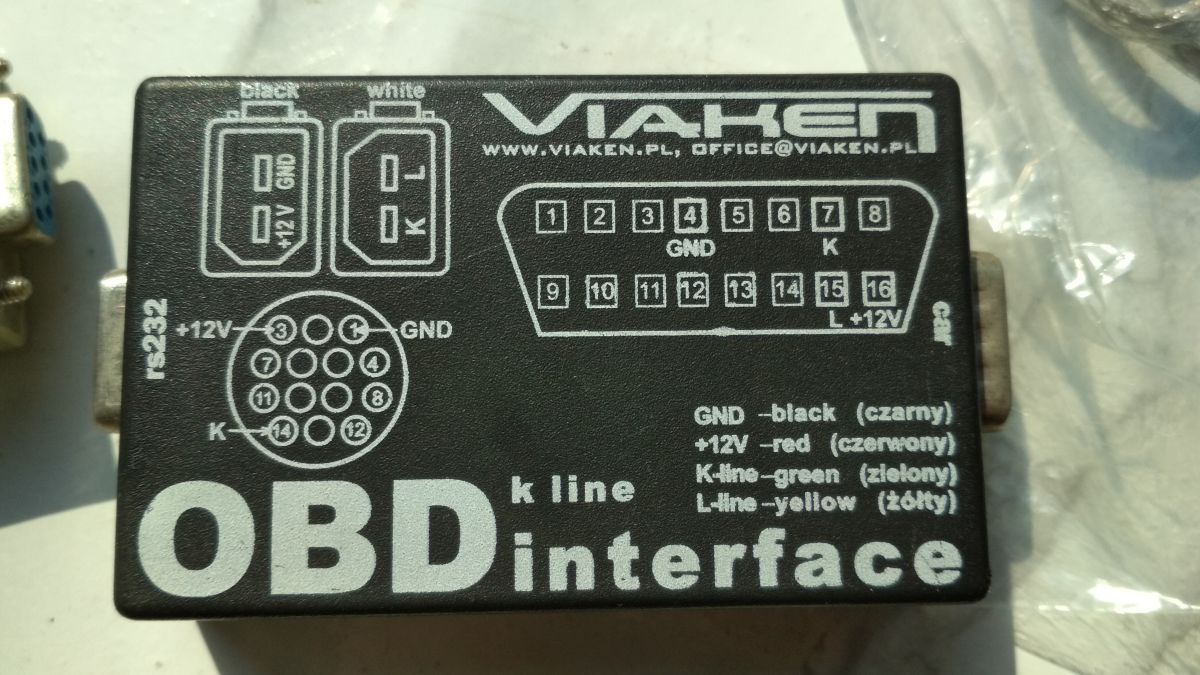 black white
VIAKEN
WWW.VIAKEN.PL, OFFICE@VIAKEN.PL
GND L
+12V K
1 2 3 4 5 6 7 8
GND K
9 10 11 12 13 14 15 16
L +12V
rs232
car
+12V 3 1 GND
7 4
11 8
K 14 12
GND –black (czarny)
+12V –red (czerwony)
K-line–green (zielony)
L-line–yellow (żółty)
OBD k line
interface